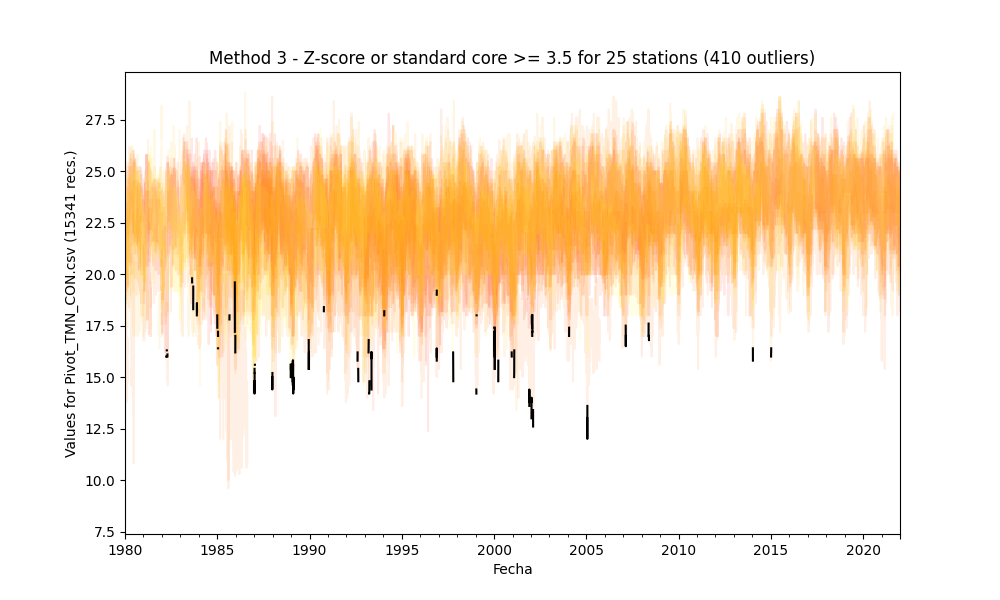 Method 3 - Z-score or standard core >= 3.5 for 25 stations (410 outliers)
Values for Pivot_TMN_CON.csv (15341 recs.)
27.5
25.0
22.5
20.0
17.5
15.0
12.5
10.0
7.5
1980 1985 1990 1995 2000 2005 2010 2015 2020
Fecha